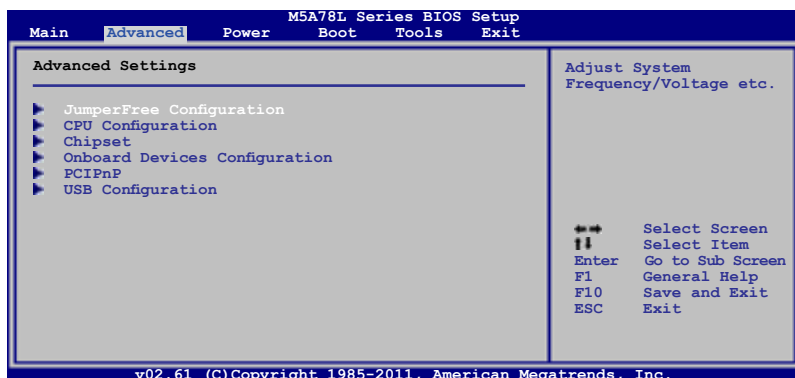 M5A78L Series BIOS Setup
Main Advanced Power Boot Tools Exit
Advanced Settings
JumperFree Configuration
CPU Configuration
Chipset
Onboard Devices Configuration
PCIPnP
USB Configuration
Adjust System
Frequency/Voltage etc.
Select Screen
Select Item
Enter Go to Sub Screen
F1 General Help
F10 Save and Exit
ESC Exit
v02.61 (C)Copyright 1985-2011, American Megatrends, Inc.